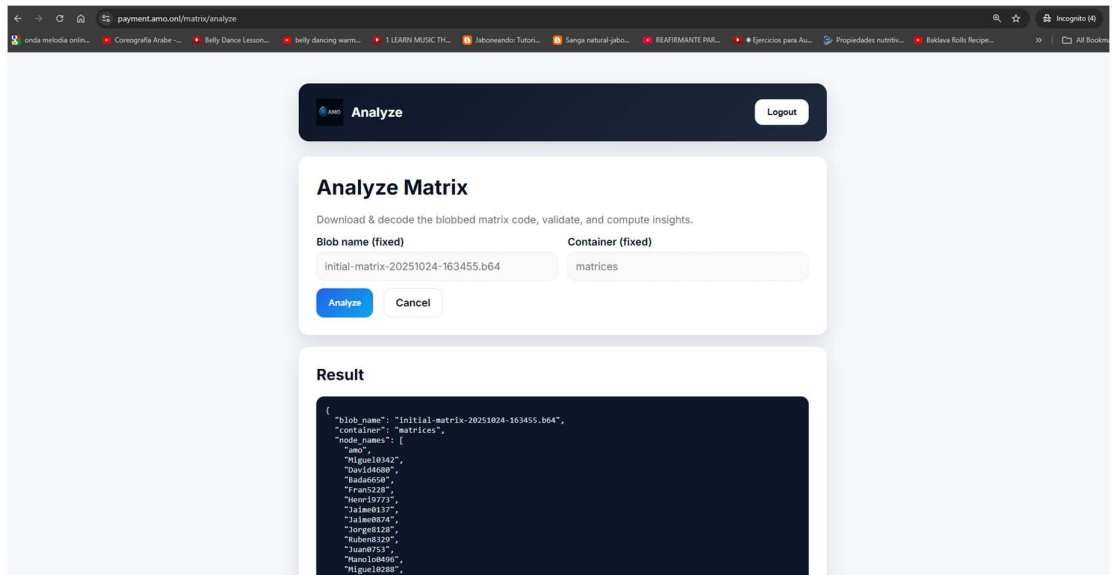 payment.amo.onl/matrix/analyze
Incognito (4)
onda melodia onlin...
Coreografía Arabe -...
Belly Dance Lesson...
belly dancing warm...
1 LEARN MUSIC TH...
Jaboneando: Tutori...
Sanga natural-jabo...
REAFIRMANTE PAR...
Ejercicios para Au...
Propiedades nutritiv...
Baklava Rolls Recipe...
»
All Bookm
AMO
Analyze
Logout
Analyze Matrix
Download & decode the blobbed matrix code, validate, and compute insights.
Blob name (fixed)
Container (fixed)
initial-matrix-20251024-163455.b64
matrices
Analyze
Cancel
Result
{
"blob_name": "initial-matrix-20251024-163455.b64",
"container": "matrices",
"node_names": [
"amo",
"Miguel0342",
"David4680",
"Bada6650",
"Fran5228",
"Henri9773",
"Jaime0137",
"Jaime0874",
"Jorge8128",
"Ruben8329",
"Juan0753",
"Manolo0496",
"Miguel0288",